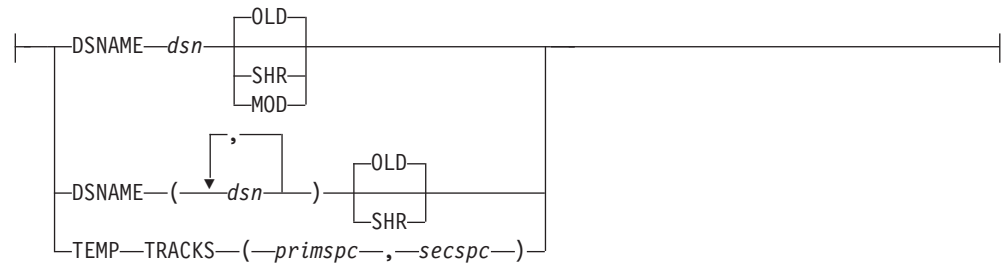 OLD
DSNAME dsn
SHR
MOD
,
OLD
DSNAME ( dsn )
SHR
TEMP TRACKS ( primspc , secspc )